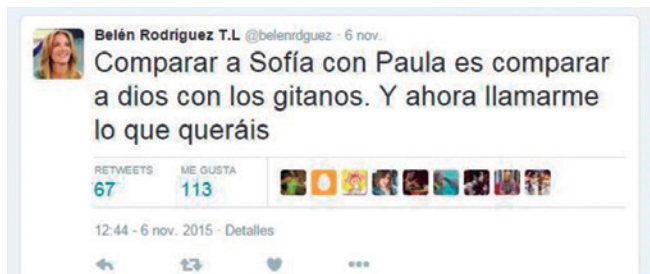 Belén Rodríguez T.L @belenrdguez · 6 nov.
Comparar a Sofía con Paula es comparar
a dios con los gitanos. Y ahora llamarme
lo que queráis
RETWEETS ME GUSTA
67 113
12:44 - 6 nov. 2015 · Detalles